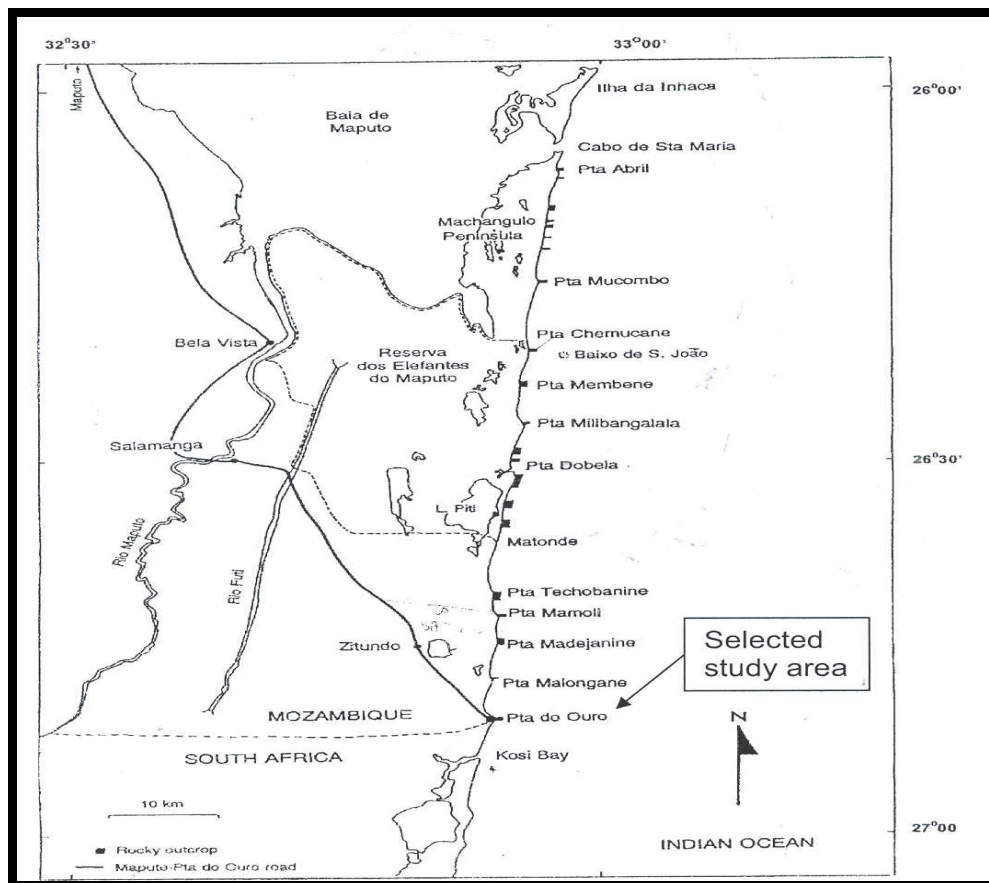 32°30'
33°00'
Maputo
Ilha da Inhaca
26°00'
Baia de
Maputo
Cabo de Sta Maria
Pta Abril
Machangulo
Peninsula
Pta Mucombo
Pta Chemucane
Bela Vista
Baixo de S. João
Reserva
dos Elefantes
do Maputo
Pta Membene
Pta Milibangalala
Salamanga
Pta Dobela
26°30'
L. Piti
Rio Maputo
Rio Futi
Matonde
Pta Techobanine
Pta Mamoli
Selected
study area
Zitundo
Pta Madejanine
Pta Malongane
MOZAMBIQUE
Pta do Ouro
N
SOUTH AFRICA
Kosi Bay
10 km
27°00'
INDIAN OCEAN
Rocky outcrop
Maputo-Pta do Ouro road